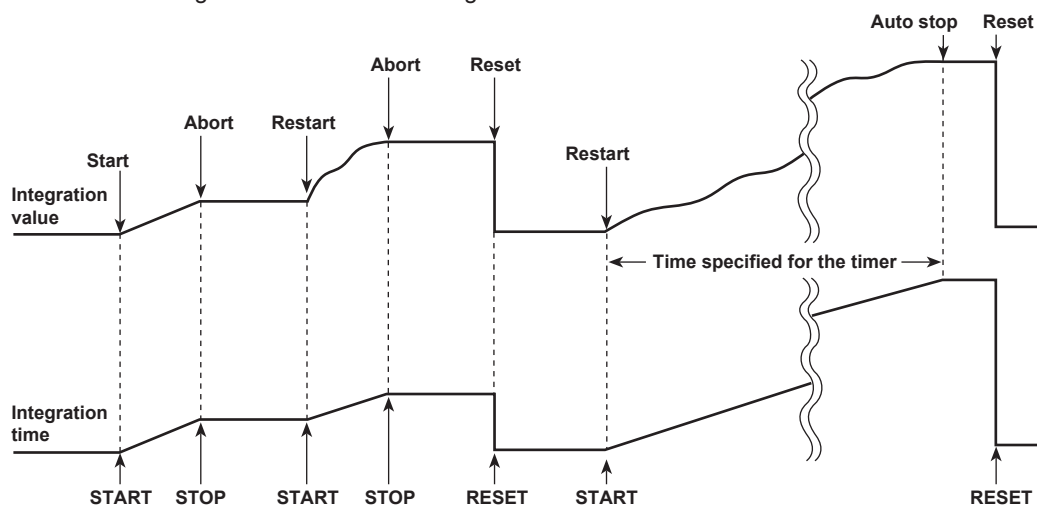 Auto stop Reset
Abort Reset
Abort Restart
Restart
Start
Integration
value
Time specified for the timer
Integration
time
START STOP START STOP RESET START RESET